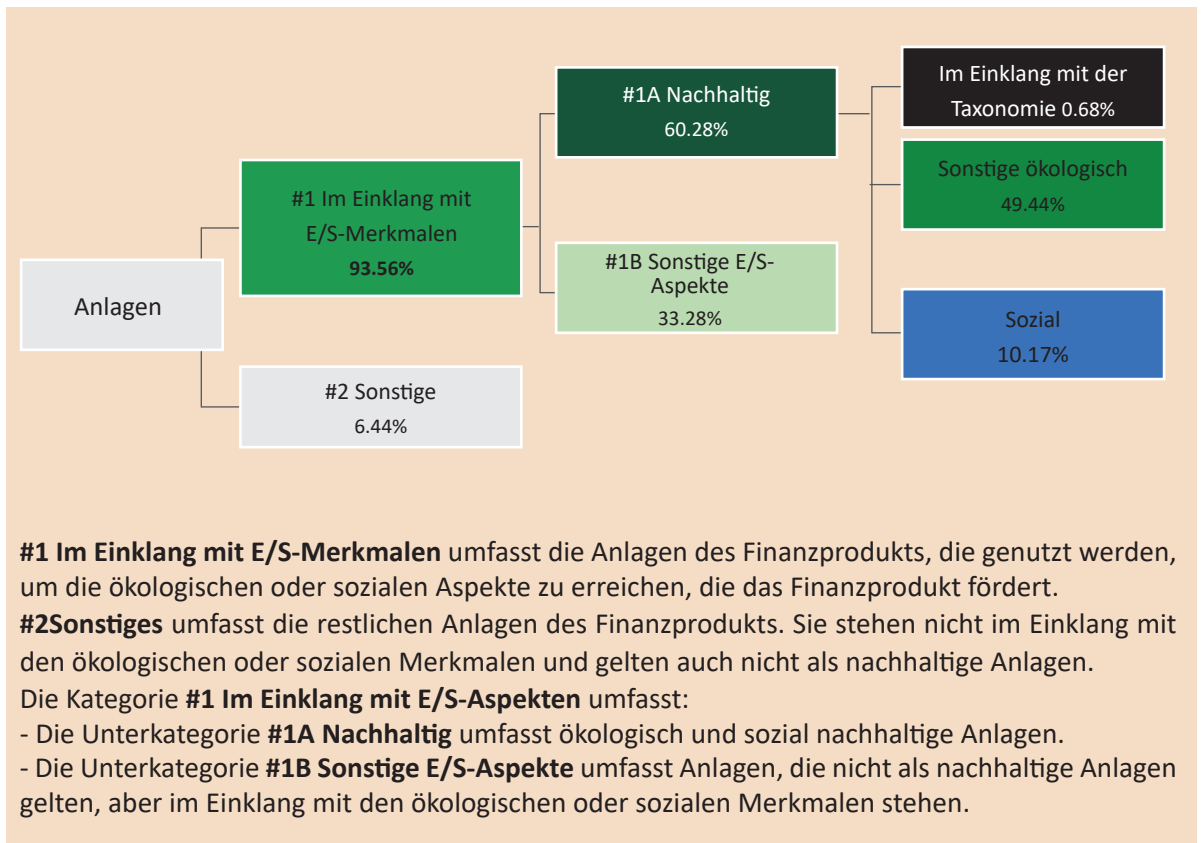 Anlagen
#1 Im Einklang mit
E/S-Merkmalen
93.56%
#2 Sonstige
6.44%
#1A Nachhaltig
60.28%
#1B Sonstige E/S-
Aspekte
33.28%
Im Einklang mit der
Taxonomie 0.68%
Sonstige ökologisch
49.44%
Sozial
10.17%
#1 Im Einklang mit E/S-Merkmalen umfasst die Anlagen des Finanzprodukts, die genutzt werden,
um die ökologischen oder sozialen Aspekte zu erreichen, die das Finanzprodukt fördert.
#2Sonstiges umfasst die restlichen Anlagen des Finanzprodukts. Sie stehen nicht im Einklang mit
den ökologischen oder sozialen Merkmalen und gelten auch nicht als nachhaltige Anlagen.
Die Kategorie #1 Im Einklang mit E/S-Aspekten umfasst:
- Die Unterkategorie #1A Nachhaltig umfasst ökologisch und sozial nachhaltige Anlagen.
- Die Unterkategorie #1B Sonstige E/S-Aspekte umfasst Anlagen, die nicht als nachhaltige Anlagen
gelten, aber im Einklang mit den ökologischen oder sozialen Merkmalen stehen.